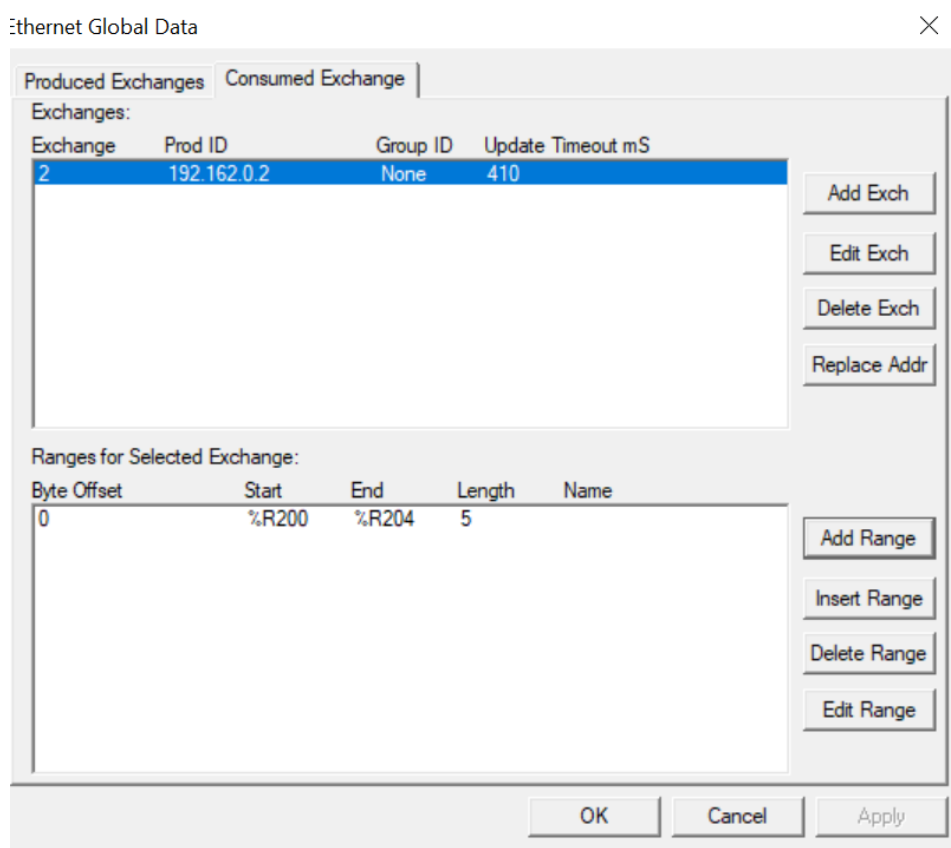 Ethernet Global Data
Produced Exchanges Consumed Exchange
Exchanges:
Exchange Prod ID Group ID Update Timeout mS
2 192.162.0.2 None 410
Add Exch
Edit Exch
Delete Exch
Replace Addr
Ranges for Selected Exchange:
Byte Offset Start End Length Name
0 %R200 %R204 5
Add Range
Insert Range
Delete Range
Edit Range
OK Cancel Apply